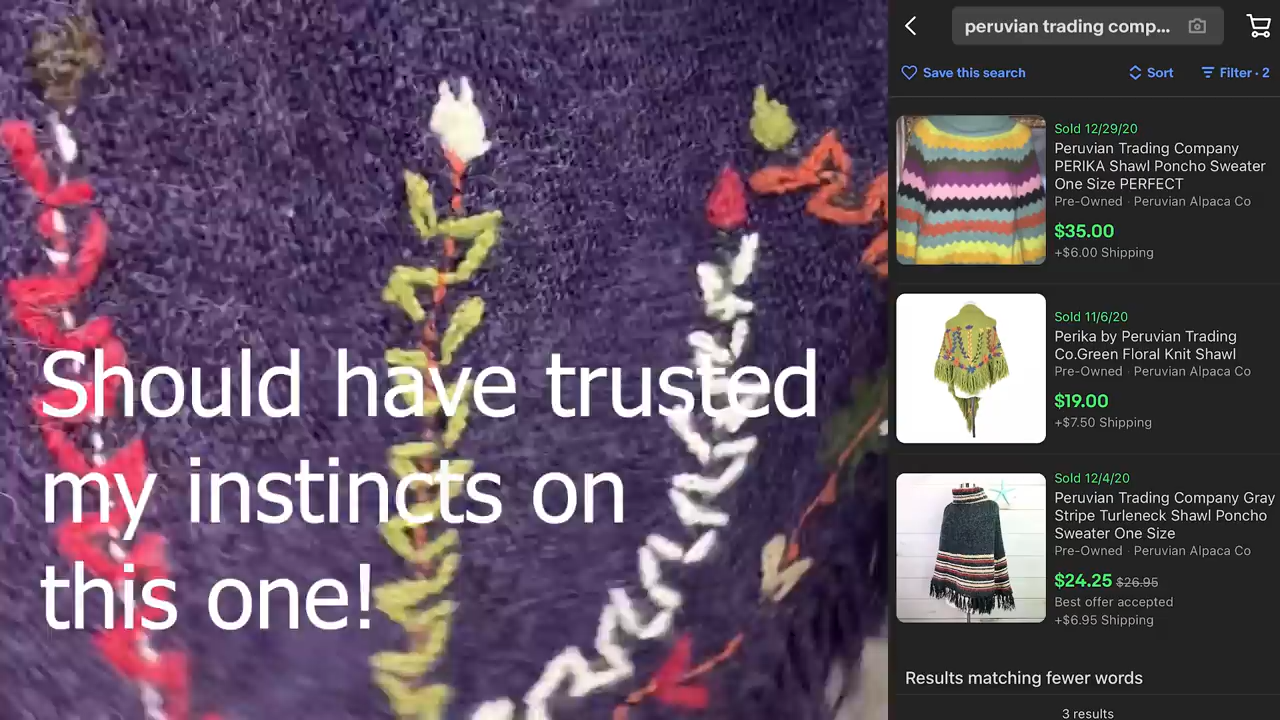 Should have trusted
my instincts on
this one!
peruvian trading comp...
Save this search
Sort
Filter · 2
Sold 12/29/20
Peruvian Trading Company
PERIKA Shawl Poncho Sweater
One Size PERFECT
Pre-Owned · Peruvian Alpaca Co
$35.00
+$6.00 Shipping
Sold 11/6/20
Perika by Peruvian Trading
Co.Green Floral Knit Shawl
Pre-Owned · Peruvian Alpaca Co
$19.00
+$7.50 Shipping
Sold 12/4/20
Peruvian Trading Company Gray
Stripe Turleneck Shawl Poncho
Sweater One Size
Pre-Owned · Peruvian Alpaca Co
$24.25 $26.95
Best offer accepted
+$6.95 Shipping
Results matching fewer words
3 results